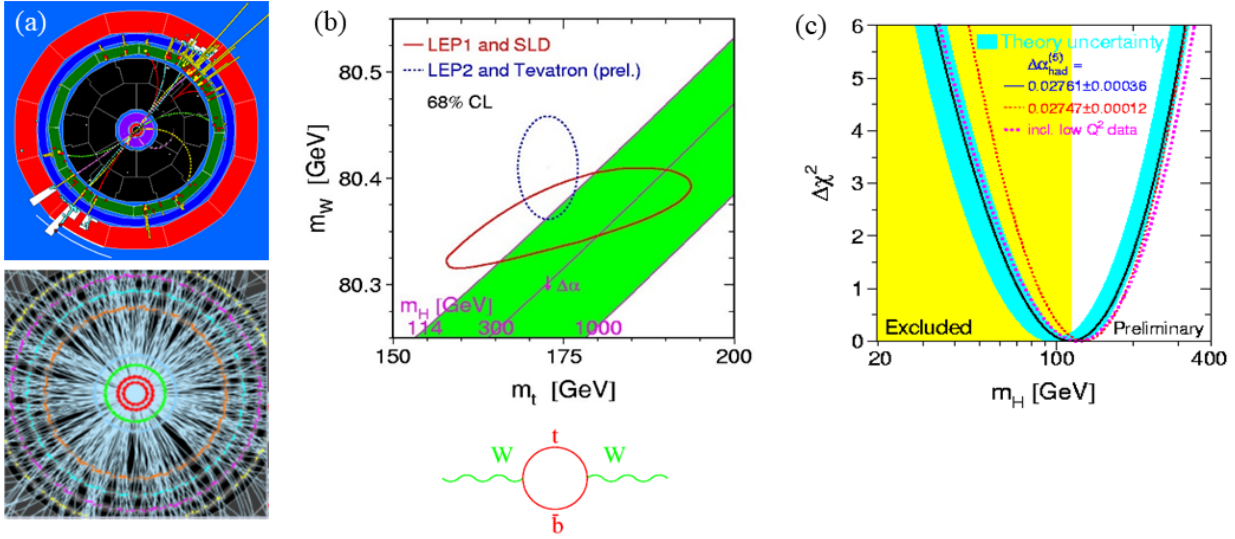 (a)
(b)
80.5
80.4
80.3
m_W [GeV]
LEP1 and SLD
LEP2 and Tevatron (prel.)
68% CL
Δα
m_H [GeV]
114 300 1000
150 175 200
m_t [GeV]
W t W
b̄
(c)
6
5
4
3
2
1
0
Δχ²
Theory uncertainty
Δα_had^(5) =
0.02761±0.00036
0.02747±0.00012
incl. low Q² data
Excluded
Preliminary
20 100 400
m_H [GeV]